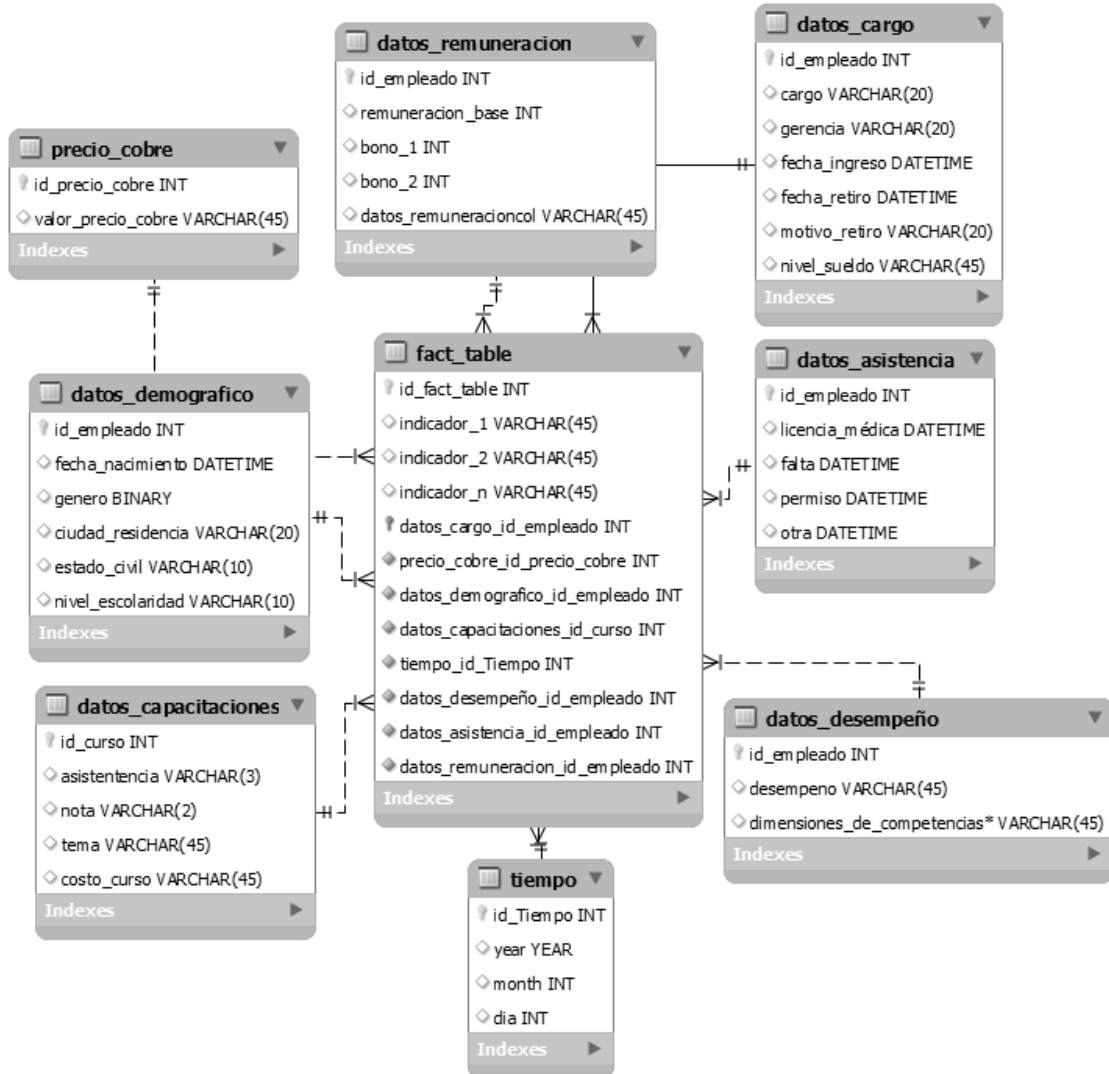 datos_remuneracion
id_empleado INT
remuneracion_base INT
bono_1 INT
bono_2 INT
datos_remuneracioncol VARCHAR(45)
Indexes
datos_cargo
id_empleado INT
cargo VARCHAR(20)
gerencia VARCHAR(20)
fecha_ingreso DATETIME
fecha_retiro DATETIME
motivo_retiro VARCHAR(20)
nivel_sueldo VARCHAR(45)
Indexes
precio_cobre
id_precio_cobre INT
valor_precio_cobre VARCHAR(45)
Indexes
fact_table
id_fact_table INT
indicador_1 VARCHAR(45)
indicador_2 VARCHAR(45)
indicador_n VARCHAR(45)
datos_cargo_id_empleado INT
precio_cobre_id_precio_cobre INT
datos_demografico_id_empleado INT
datos_capacitaciones_id_curso INT
tiempo_id_Tiempo INT
datos_desempeño_id_empleado INT
datos_asistencia_id_empleado INT
datos_remuneracion_id_empleado INT
Indexes
datos_asistencia
id_empleado INT
licencia_médica DATETIME
falta DATETIME
permiso DATETIME
otra DATETIME
Indexes
datos_demografico
id_empleado INT
fecha_nacimiento DATETIME
genero BINARY
ciudad_residencia VARCHAR(20)
estado_civil VARCHAR(10)
nivel_escolaridad VARCHAR(10)
Indexes
datos_capacitaciones
id_curso INT
asistentencia VARCHAR(3)
nota VARCHAR(2)
tema VARCHAR(45)
costo_curso VARCHAR(45)
Indexes
datos_desempeño
id_empleado INT
desempeno VARCHAR(45)
dimensiones_de_competencias* VARCHAR(45)
Indexes
tiempo
id_Tiempo INT
year YEAR
month INT
dia INT
Indexes